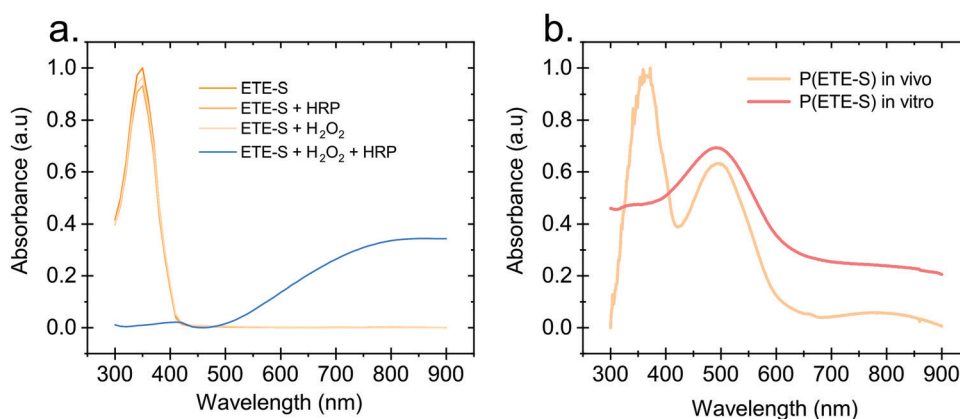 a.
1.0
0.8
0.6
0.4
0.2
0.0
Absorbance (a.u)
ETE-S
ETE-S + HRP
ETE-S + H₂O₂
ETE-S + H₂O₂ + HRP
300 400 500 600 700 800 900
Wavelength (nm)
b.
1.0
0.8
0.6
0.4
0.2
0.0
Absorbance (a.u)
P(ETE-S) in vivo
P(ETE-S) in vitro
300 400 500 600 700 800 900
Wavelength (nm)